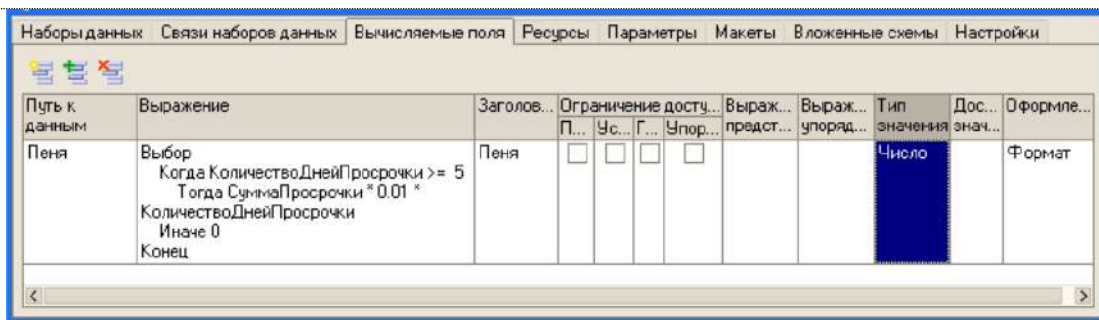 Наборы данных Связи наборов данных Вычисляемые поля Ресурсы Параметры Макеты Вложенные схемы Настройки
Путь к данным Выражение Заголов... Ограничение досту... Выраж... предст... Выраж... упоряд... Тип значения Дос... знач... Оформле...
П... Ус... Г... Упор...
Пеня Выбор Пеня Число Формат
Когда КоличествоДнейПросрочки >= 5
Тогда СуммаПросрочки * 0.01 *
КоличествоДнейПросрочки
Иначе 0
Конец